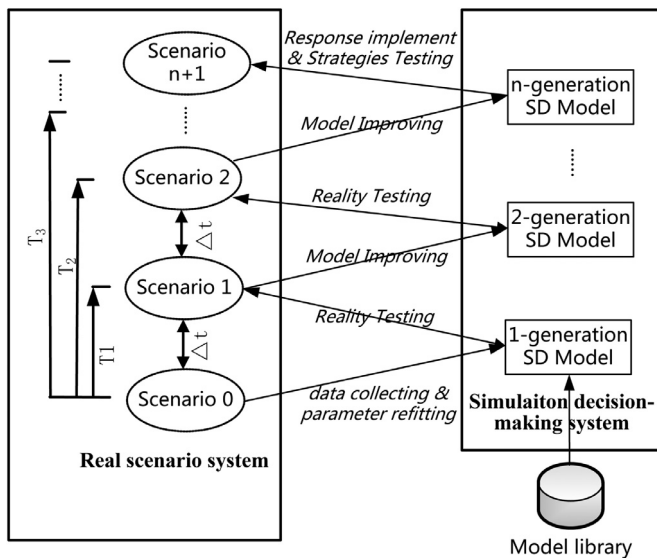 Scenario
n+1
Response implement
& Strategies Testing
n-generation
SD Model
Model Improving
Scenario 2
Reality Testing
2-generation
SD Model
△t
Model Improving
Scenario 1
Reality Testing
1-generation
SD Model
△t
Scenario 0
data collecting &
parameter refitting
T3
T2
T1
Real scenario system
Simulaiton decision-
making system
Model library